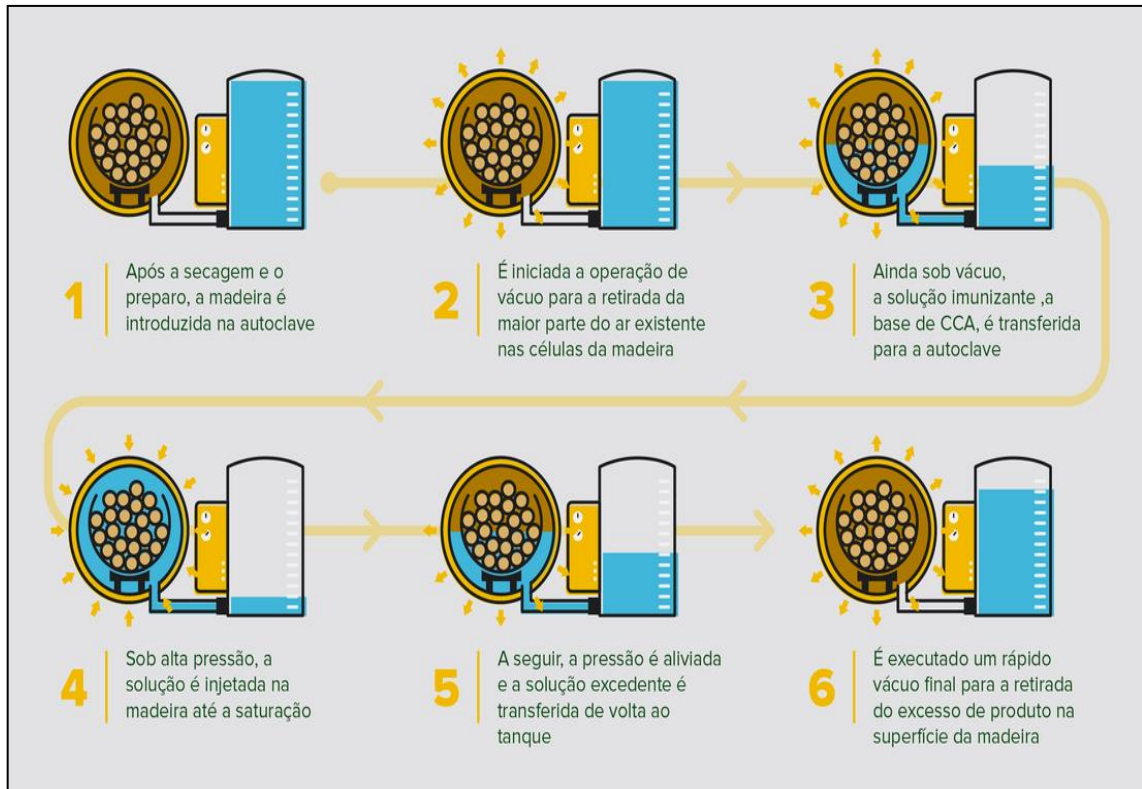 1
Após a secagem e o
preparo, a madeira é
introduzida na autoclave
2
É iniciada a operação de
vácuo para a retirada da
maior parte do ar existente
nas células da madeira
3
Ainda sob vácuo,
a solução imunizante ,a
base de CCA, é transferida
para a autoclave
4
Sob alta pressão, a
solução é injetada na
madeira até a saturação
5
A seguir, a pressão é aliviada
e a solução excedente é
transferida de volta ao
tanque
6
É executado um rápido
vácuo final para a retirada
do excesso de produto na
superfície da madeira